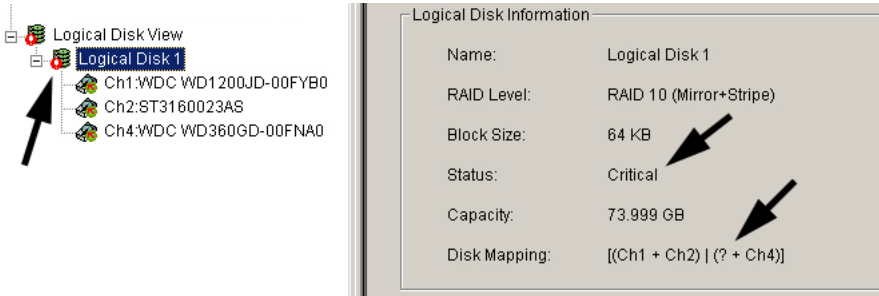 Logical Disk View
Logical Disk 1
Ch1:WDC WD1200JD-00FYB0
Ch2:ST3160023AS
Ch4:WDC WD360GD-00FNA0
Logical Disk Information
Name: Logical Disk 1
RAID Level: RAID 10 (Mirror+Stripe)
Block Size: 64 KB
Status: Critical
Capacity: 73.999 GB
Disk Mapping: [(Ch1 + Ch2) | (? + Ch4)]